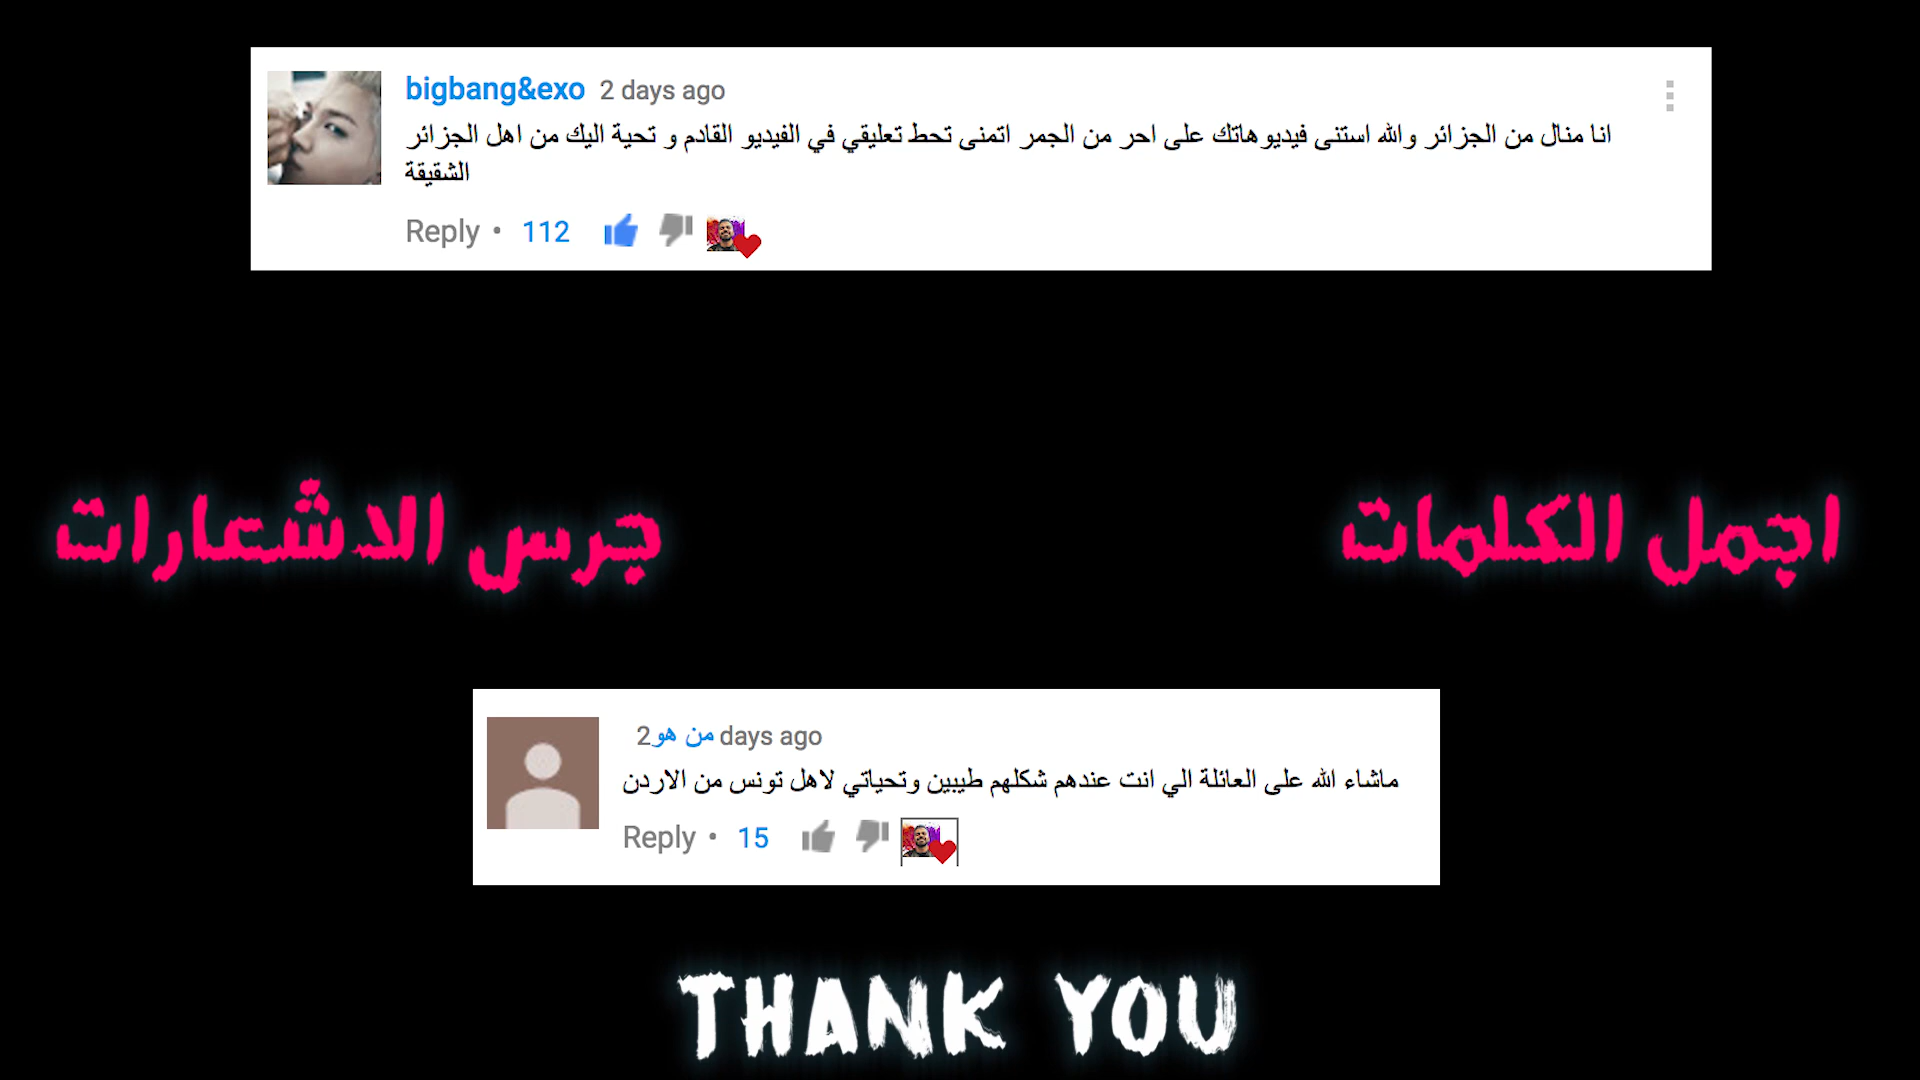 bigbang&exo 2 days ago
انا منال من الجزائر والله استنى فيديوهاتك على احر من الجمر اتمنى تحط تعليقي في الفيديو القادم و تحية اليك من اهل الجزائر
الشقيقة
Reply • 112
اجمل الكلمات
جرس الاشعارات
من هو 2 days ago
ماشاء الله على العائلة الي انت عندهم شكلهم طيبين وتحياتي لاهل تونس من الاردن
Reply • 15
THANK YOU